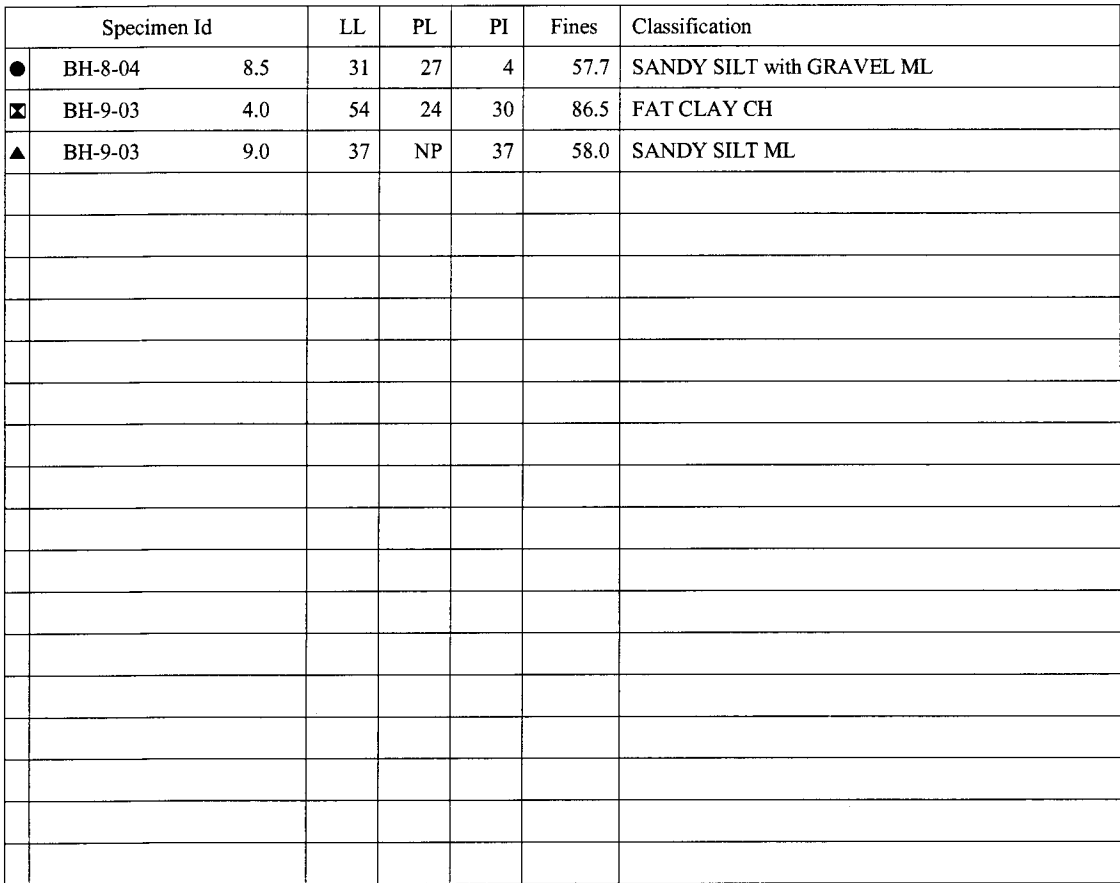 Specimen Id LL PL PI Fines Classification
BH-8-04 8.5 31 27 4 57.7 SANDY SILT with GRAVEL ML
BH-9-03 4.0 54 24 30 86.5 FAT CLAY CH
BH-9-03 9.0 37 NP 37 58.0 SANDY SILT ML